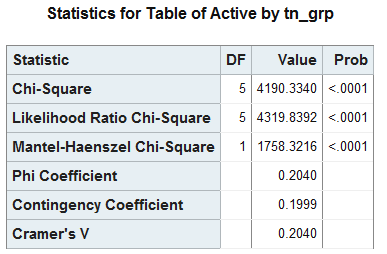 Statistics for Table of Active by tn_grp
Statistic DF Value Prob
Chi-Square 5 4190.3340 <.0001
Likelihood Ratio Chi-Square 5 4319.8392 <.0001
Mantel-Haenszel Chi-Square 1 1758.3216 <.0001
Phi Coefficient 0.2040
Contingency Coefficient 0.1999
Cramer's V 0.2040